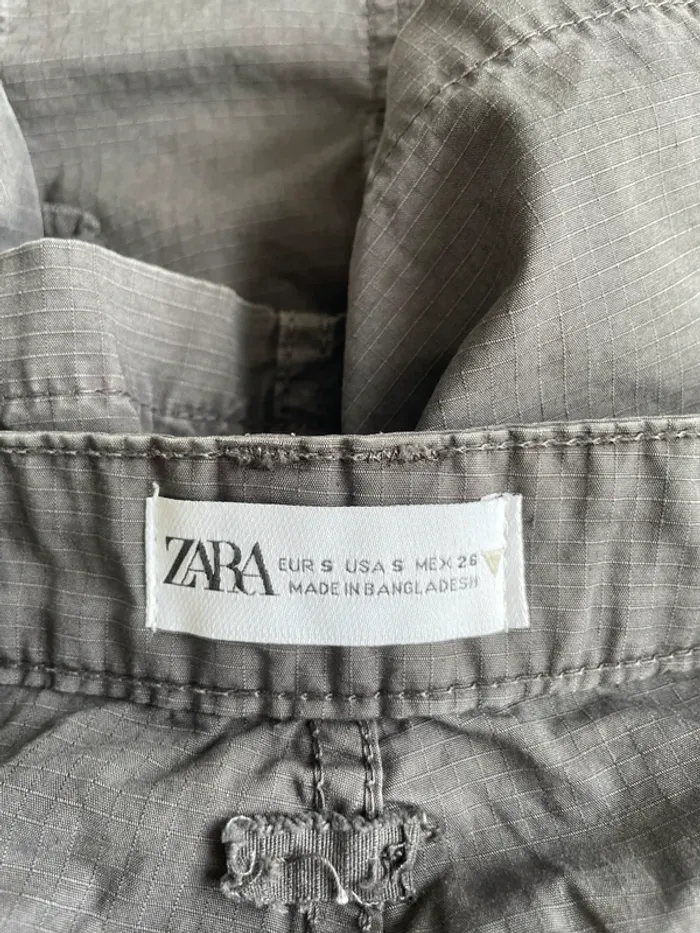 ZARA
EUR S USA S MEX 26
MADE IN BANGLADESH